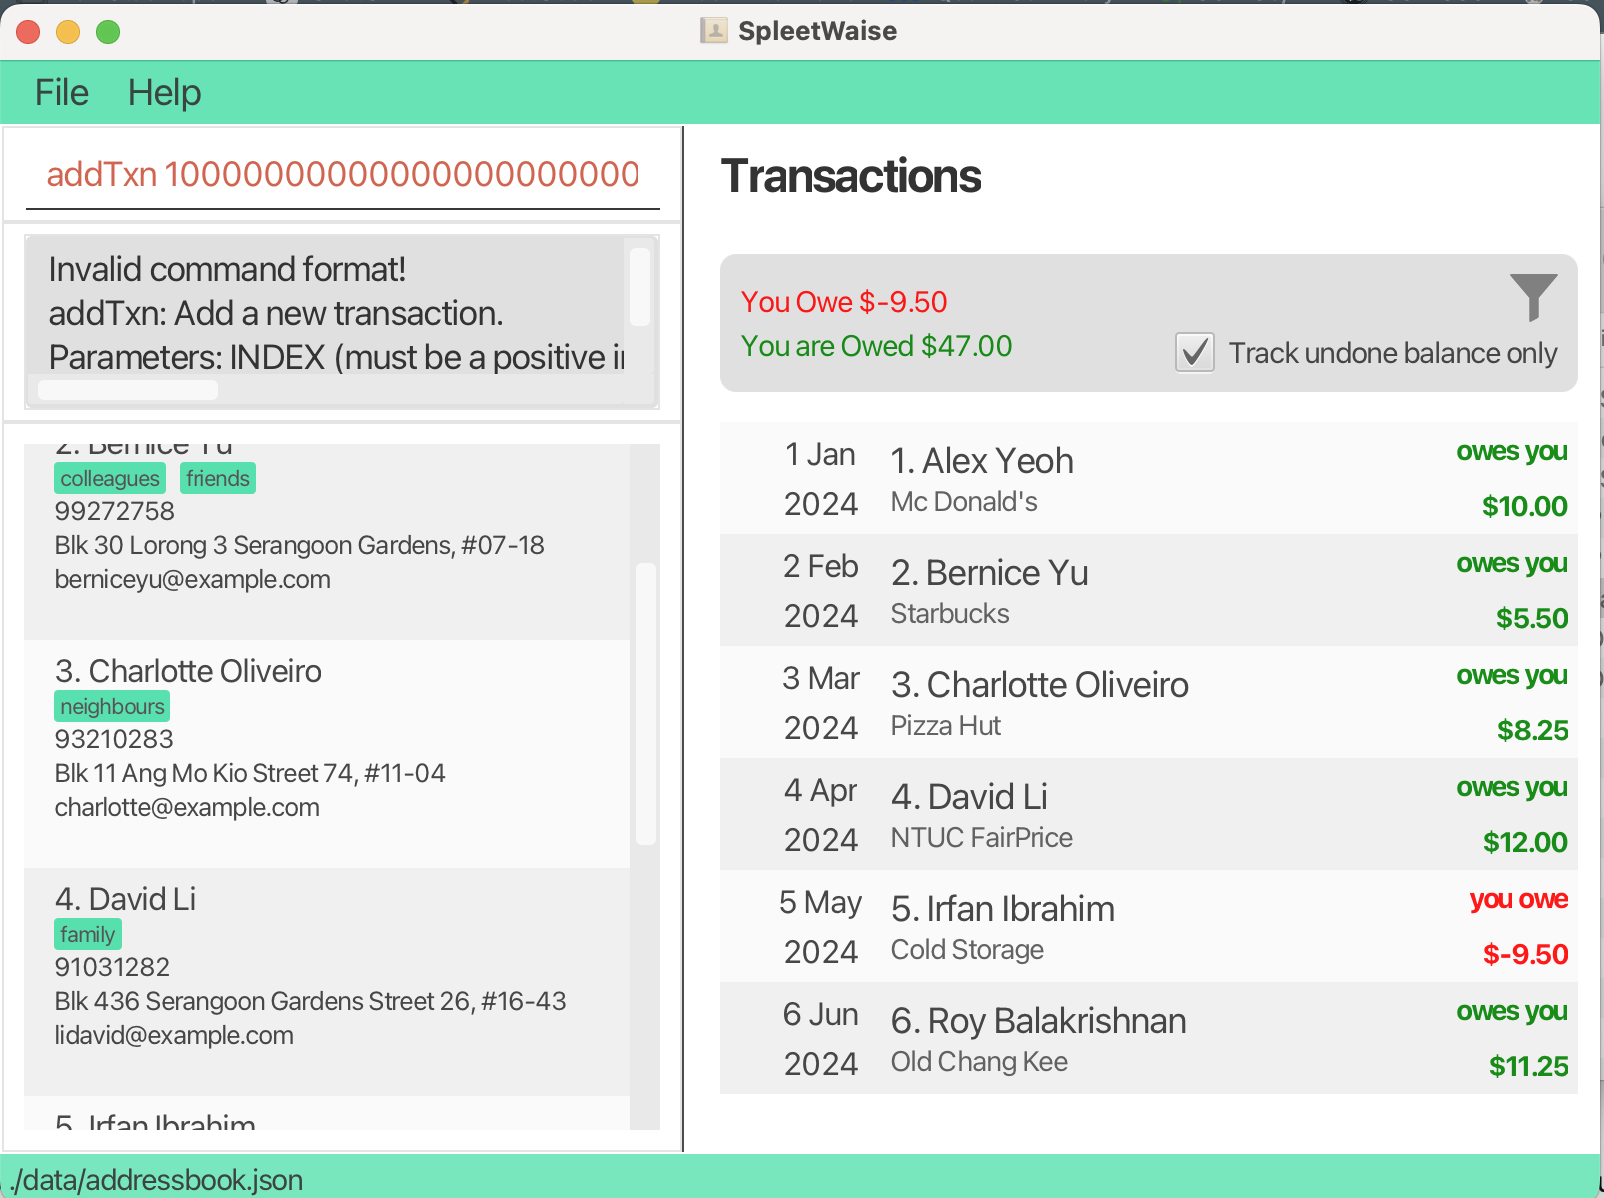 SpleetWaise
File Help
addTxn 10000000000000000000000
Invalid command format!
addTxn: Add a new transaction.
Parameters: INDEX (must be a positive
2. Bernice Yu
colleagues friends
99272758
Blk 30 Lorong 3 Serangoon Gardens, #07-18
berniceyu@example.com
3. Charlotte Oliveiro
neighbours
93210283
Blk 11 Ang Mo Kio Street 74, #11-04
charlotte@example.com
4. David Li
family
91031282
Blk 436 Serangoon Gardens Street 26, #16-43
lidavid@example.com
5. Irfan Ibrahim
Transactions
You Owe $-9.50
You are Owed $47.00
Track undone balance only
1 Jan 2024
1. Alex Yeoh
Mc Donald's
owes you
$10.00
2 Feb 2024
2. Bernice Yu
Starbucks
owes you
$5.50
3 Mar 2024
3. Charlotte Oliveiro
Pizza Hut
owes you
$8.25
4 Apr 2024
4. David Li
NTUC FairPrice
owes you
$12.00
5 May 2024
5. Irfan Ibrahim
Cold Storage
you owe
$-9.50
6 Jun 2024
6. Roy Balakrishnan
Old Chang Kee
owes you
$11.25
./data/addressbook.json